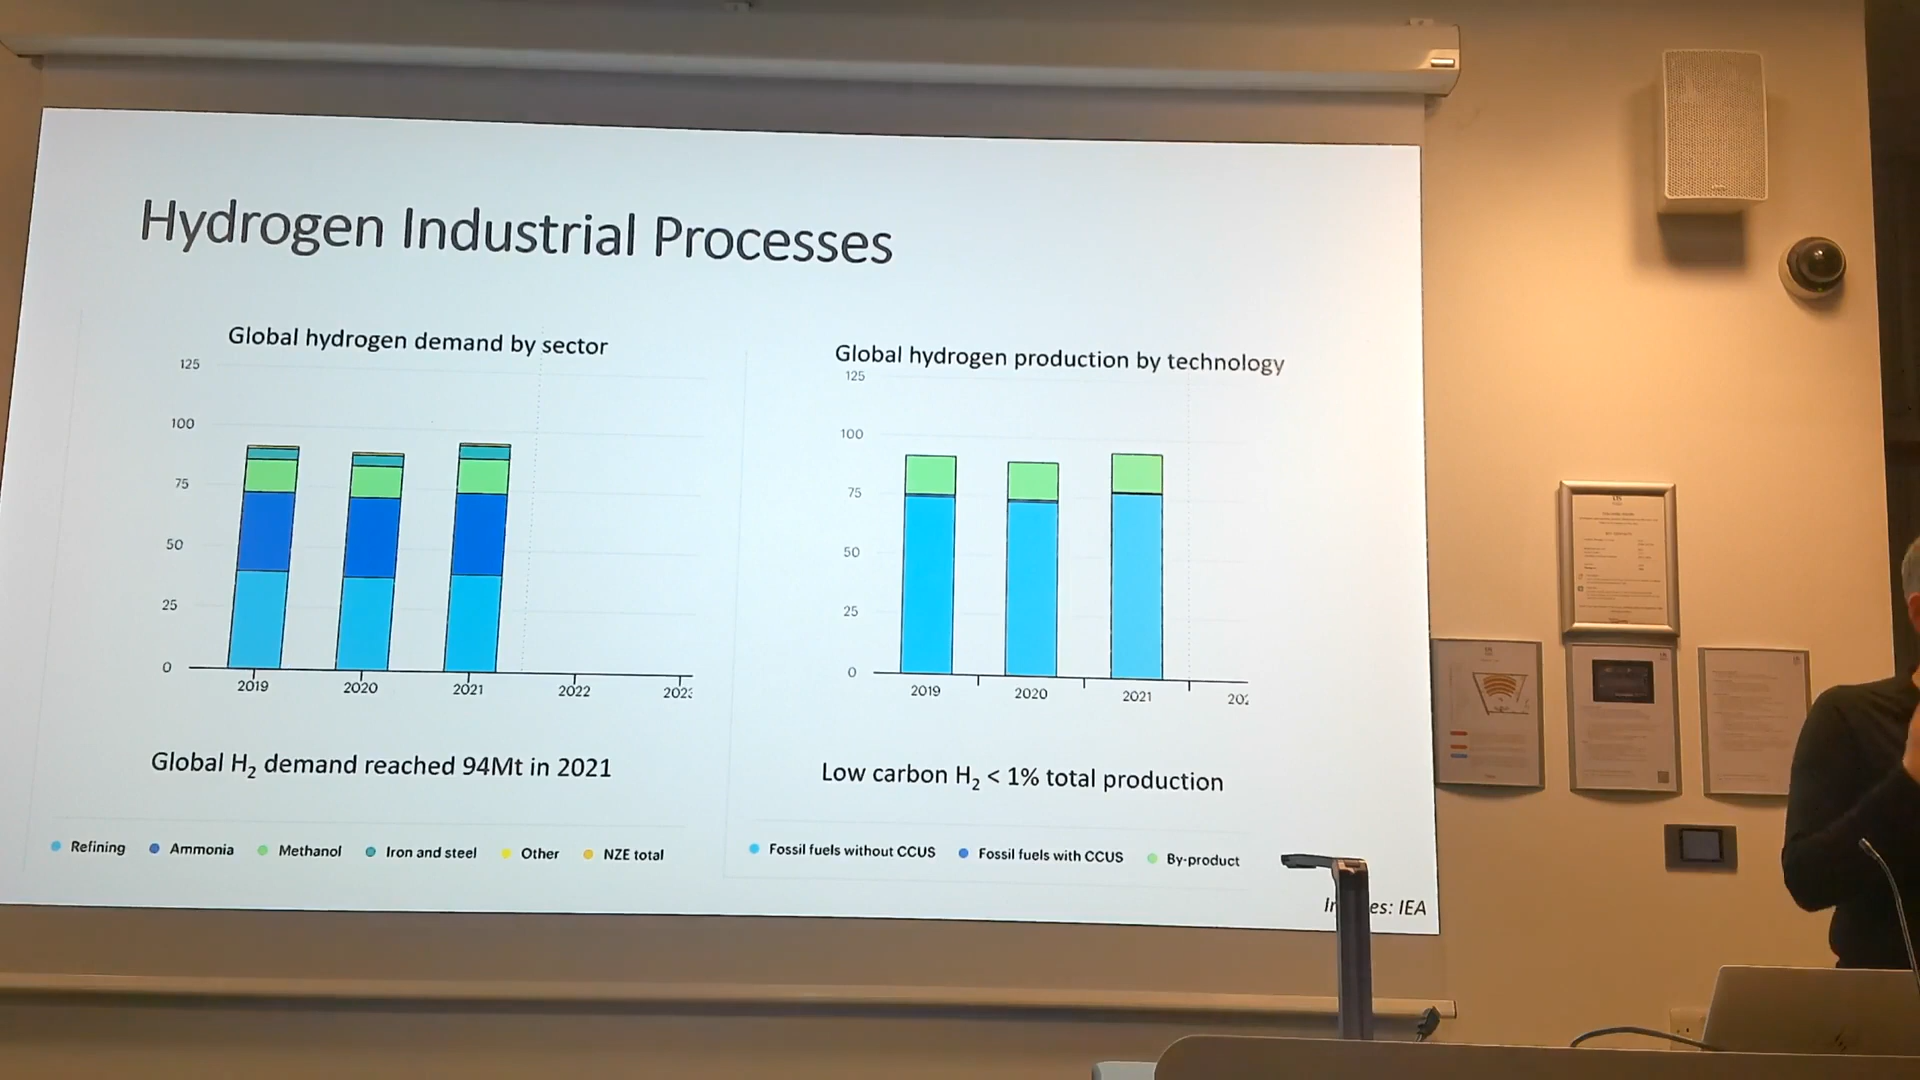 Hydrogen Industrial Processes
Global hydrogen demand by sector
125
100
75
50
25
0
2019 2020 2021 2022
Global H₂ demand reached 94Mt in 2021
Refining Ammonia Methanol Iron and steel Other NZE total
Global hydrogen production by technology
125
100
75
50
25
0
2019 2020 2021
Low carbon H₂ < 1% total production
Fossil fuels without CCUS Fossil fuels with CCUS By-product
es: IEA